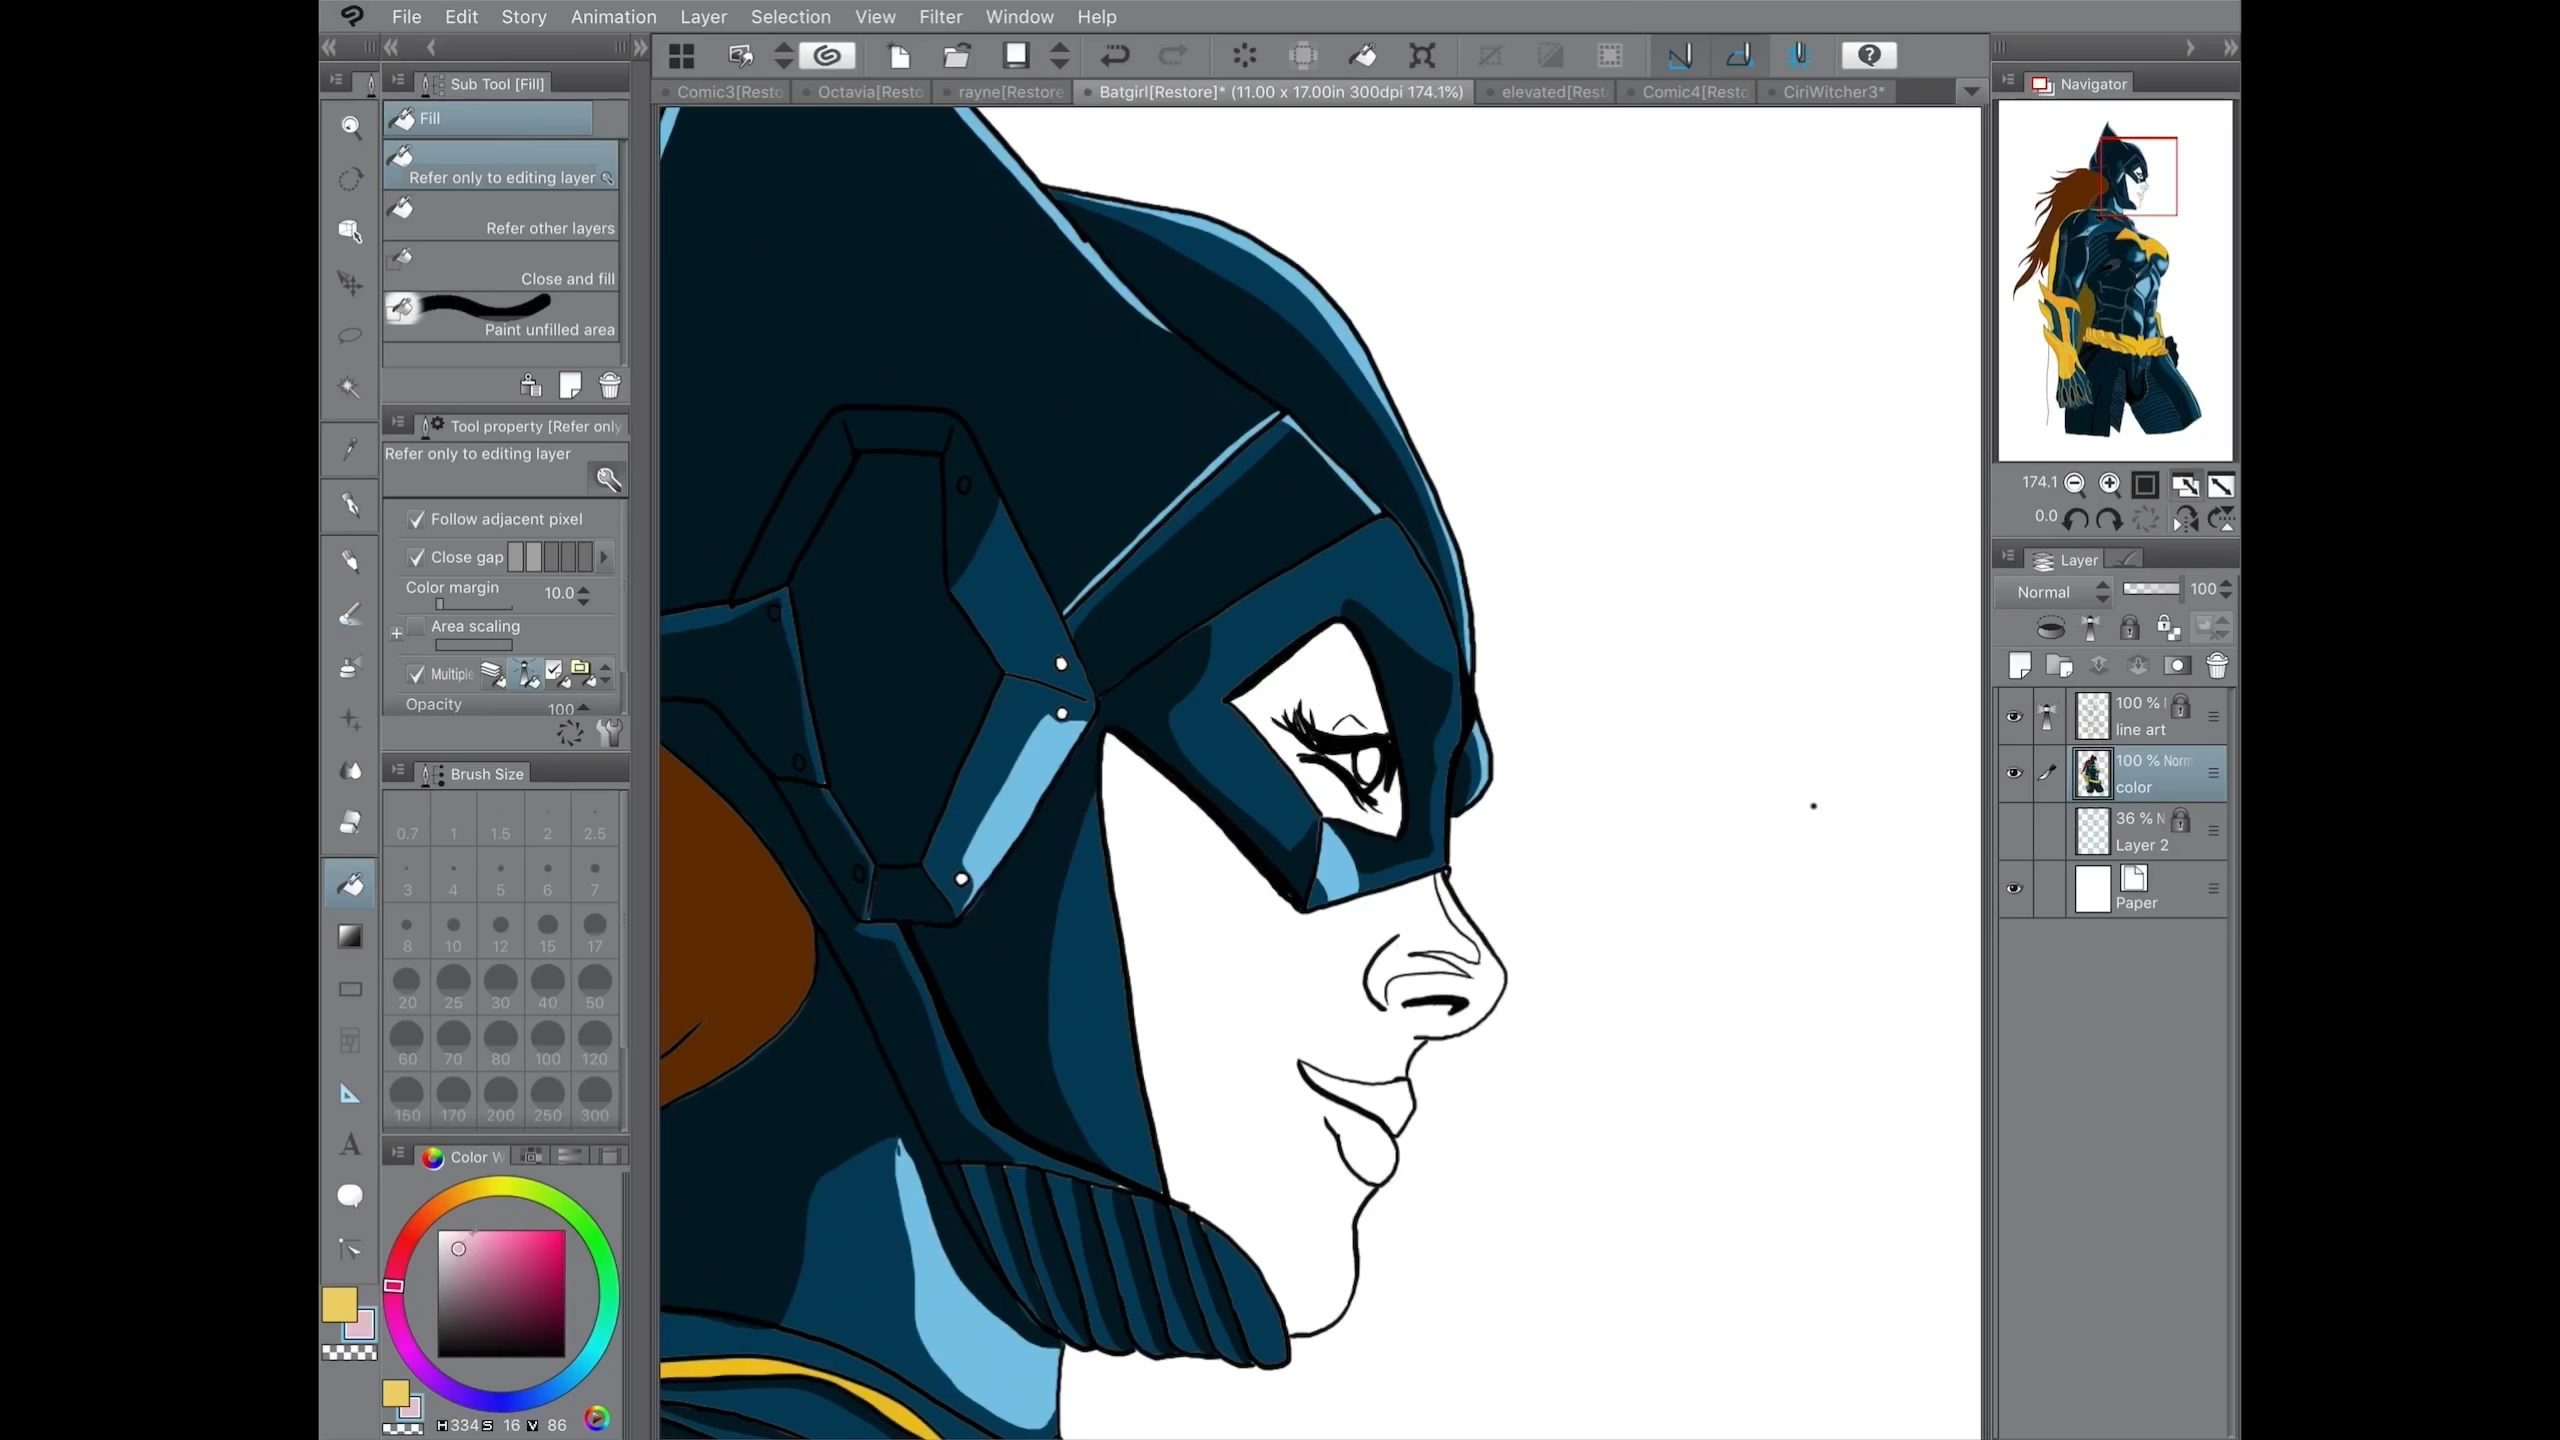 File Edit Story Animation Layer Selection View Filter Window Help
Sub Tool [Fill]
Fill
Refer only to editing layer
Refer other layers
Close and fill
Paint unfilled area
Tool property [Refer only
Refer only to editing layer
Follow adjacent pixel
Close gap
Color margin 10.0
Area scaling
Multiple
Opacity 100
Brush Size
0.7 1 1.5 2 2.5
3 4 5 6 7
8 10 12 15 17
20 25 30 40 50
60 70 80 100 120
150 170 200 250 300
Color W
H 334 S 16 V 86
Comic3[Resto Octavia[Resto rayne[Restore Batgirl[Restore]* (11.00 x 17.00in 300dpi 174.1%) elevated[Rest Comic4[Resto CiriWitcher3*
Navigator
174.1
0.0
Layer
Normal 100
100 %
line art
100 % Norm
color
36 % N
Layer 2
Paper